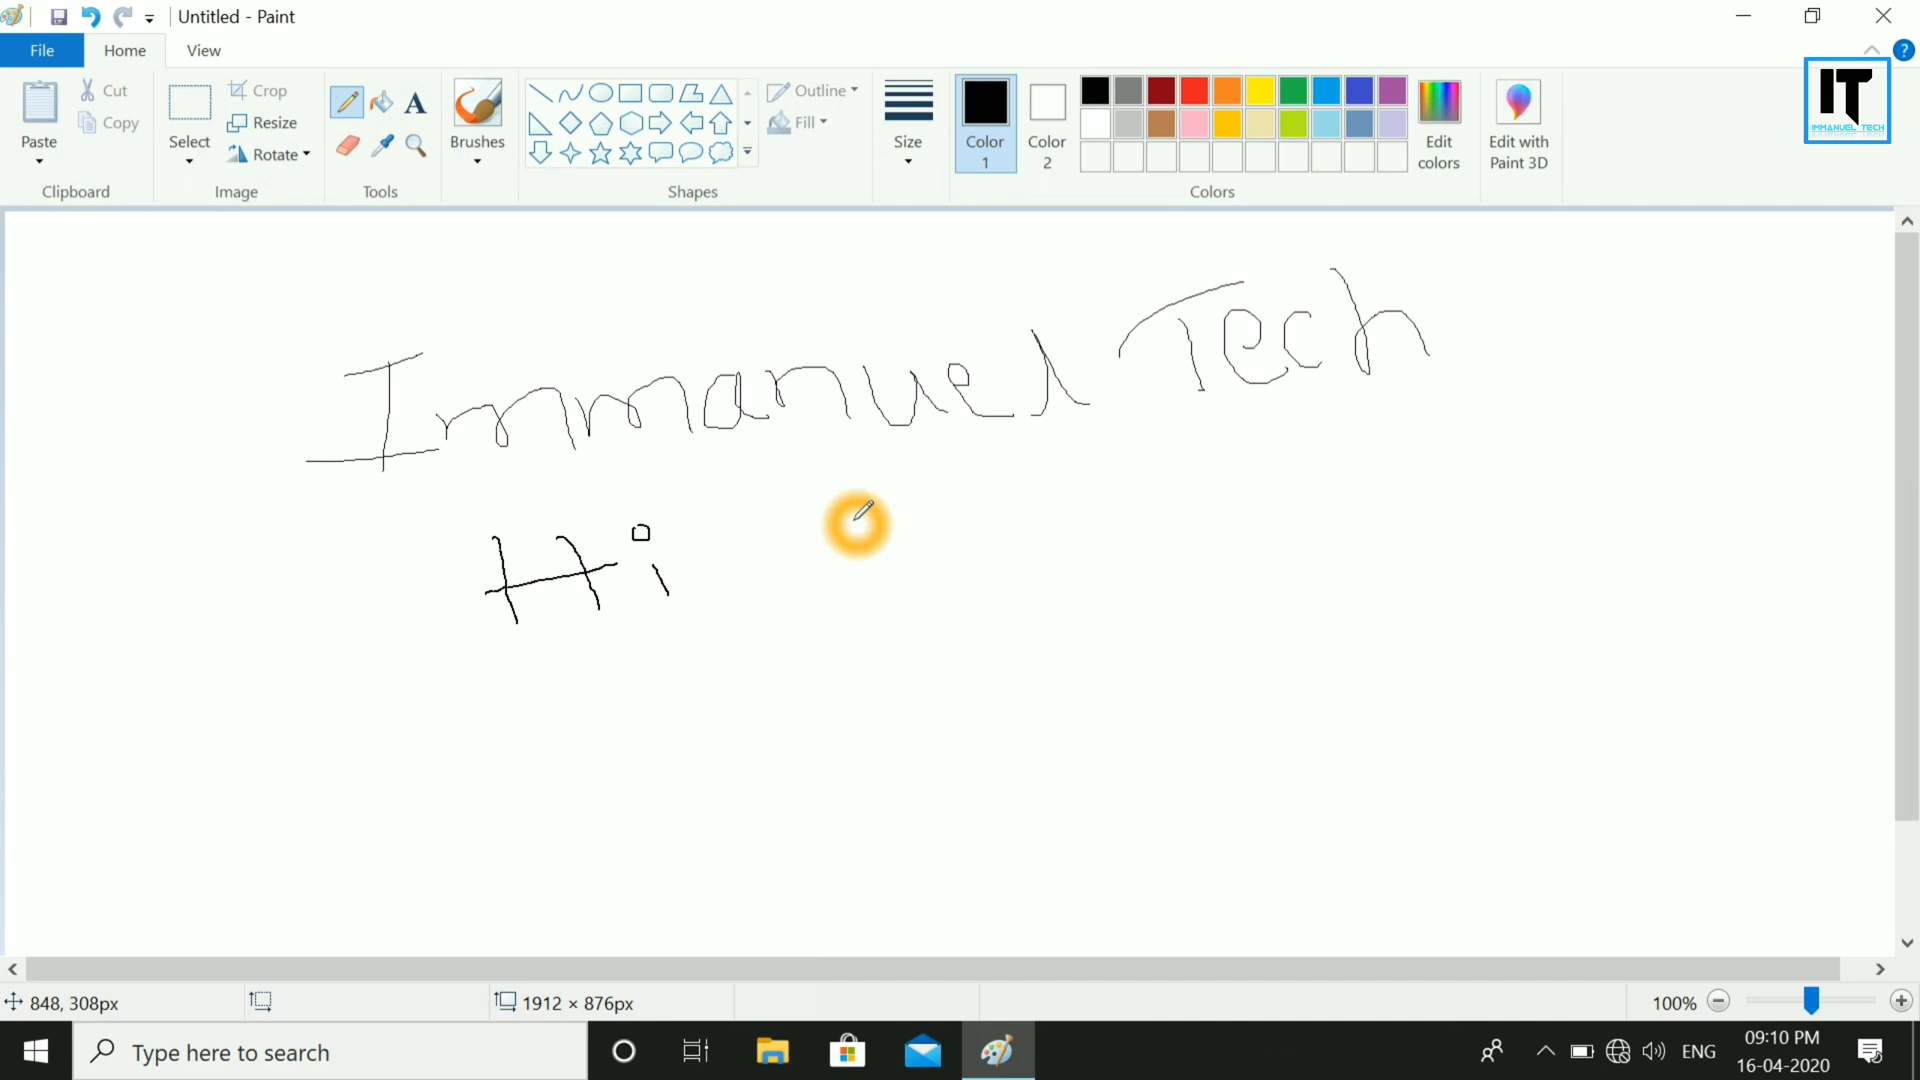 Untitled - Paint
File Home View
Paste
Cut
Copy
Clipboard
Select
Crop
Resize
Rotate
Image
A
Tools
Brushes
Shapes
Outline
Fill
Size
Color 1
Color 2
Colors
Edit colors
Edit with Paint 3D
IT
IMMANUEL TECH
Immanuel Tech
Hi
848, 308px
1912 × 876px
100%
Type here to search
ENG
09:10 PM
16-04-2020